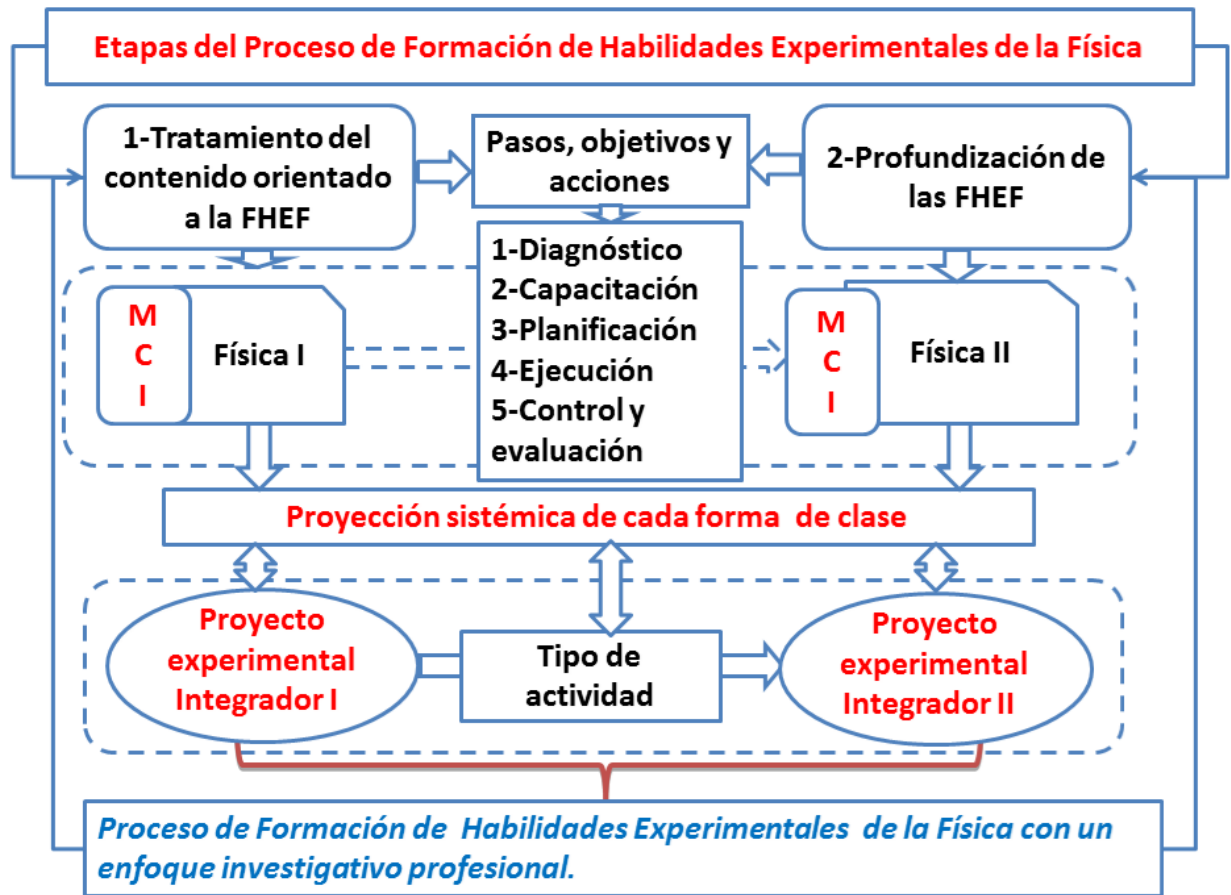 Etapas del Proceso de Formación de Habilidades Experimentales de la Física
1-Tratamiento del
contenido orientado
a la FHEF
Pasos, objetivos y
acciones
2-Profundización de
las FHEF
1-Diagnóstico
2-Capacitación
3-Planificación
4-Ejecución
5-Control y
evaluación
M
C
I
Física I
M
C
I
Física II
Proyección sistémica de cada forma de clase
Proyecto
experimental
Integrador I
Tipo de
actividad
Proyecto
experimental
Integrador II
Proceso de Formación de Habilidades Experimentales de la Física con un
enfoque investigativo profesional.